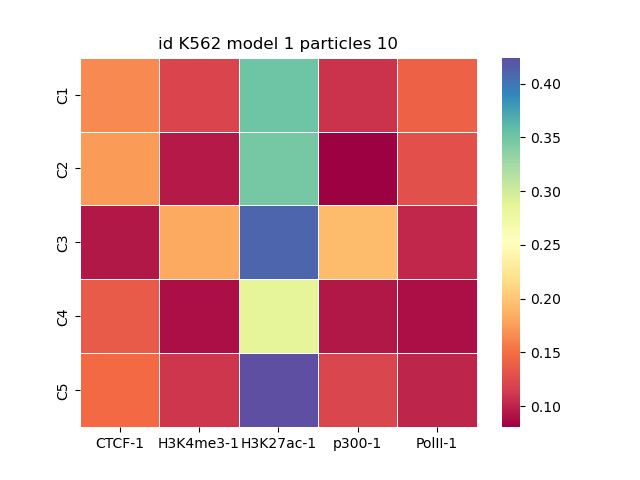 id K562 model 1 particles 10
C1
C2
C3
C4
C5
CTCF-1 H3K4me3-1 H3K27ac-1 p300-1 PolII-1
0.40
0.35
0.30
0.25
0.20
0.15
0.10